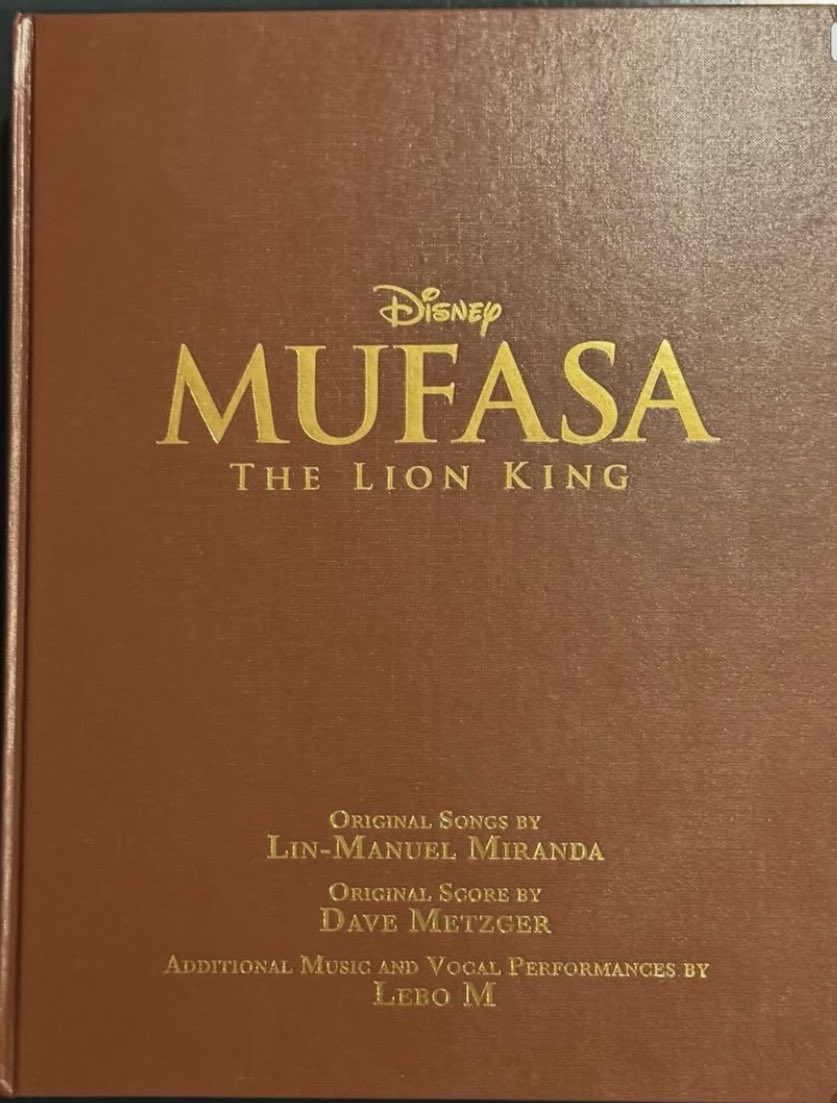 Disney
MUFASA
THE LION KING
ORIGINAL SONGS BY
LIN-MANUEL MIRANDA
ORIGINAL SCORE BY
DAVE METZGER
ADDITIONAL MUSIC AND VOCAL PERFORMANCES BY
LEBO M